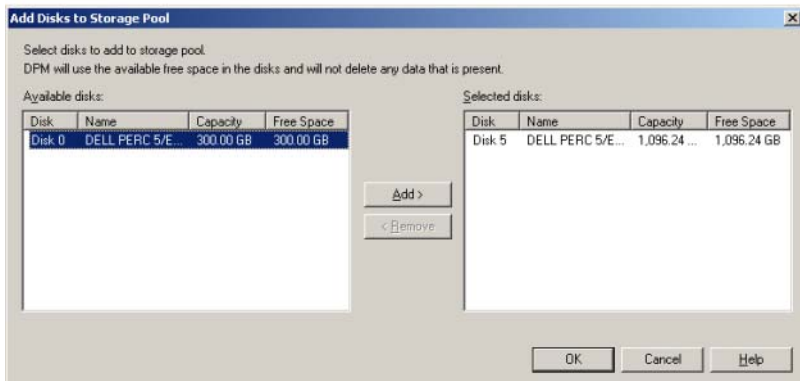 Add Disks to Storage Pool
Select disks to add to storage pool.
DPM will use the available free space in the disks and will not delete any data that is present.
Available disks:
Disk Name Capacity Free Space
Disk 0 DELL PERC 5/E... 300.00 GB 300.00 GB
Add >
< Remove
Selected disks:
Disk Name Capacity Free Space
Disk 5 DELL PERC 5/E... 1,096.24 ... 1,096.24 GB
OK Cancel Help